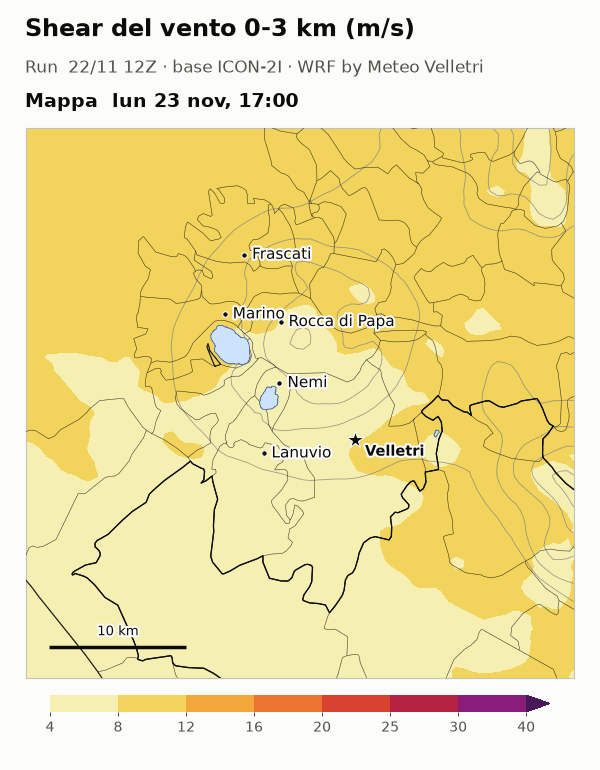 Shear del vento 0-3 km (m/s)
Run  22/11 12Z · base ICON-2I · WRF by Meteo Velletri
Mappa  lun 23 nov, 17:00
Frascati
Marino
Rocca di Papa
Nemi
Velletri
Lanuvio
10 km
4 8 12 16 20 25 30 40